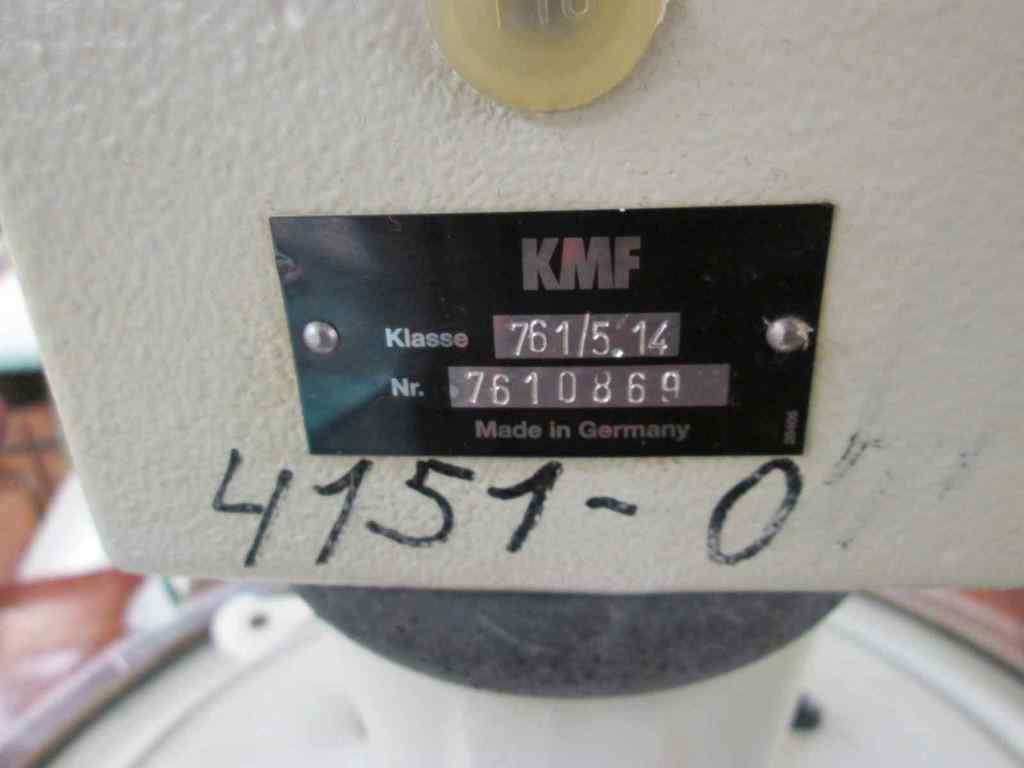 KMF
Klasse 761/5.14
Nr. 7610869
Made in Germany
4151-0